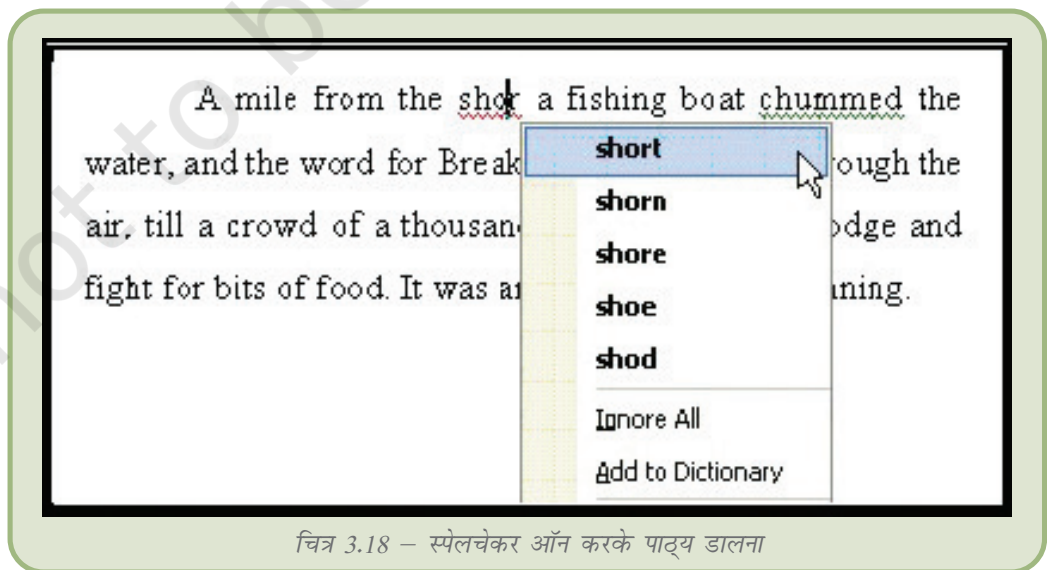 not to b
A mile from the shor a fishing boat chummed the
short
water, and the word for Break ough the
shorn
air, till a crowd of a thousan odge and
shore
fight for bits of food. It was a ning.
shoe
shod
Ignore All
Add to Dictionary
चित्र 3.18 – स्पेलचेकर ऑन करके पाठ्य डालना